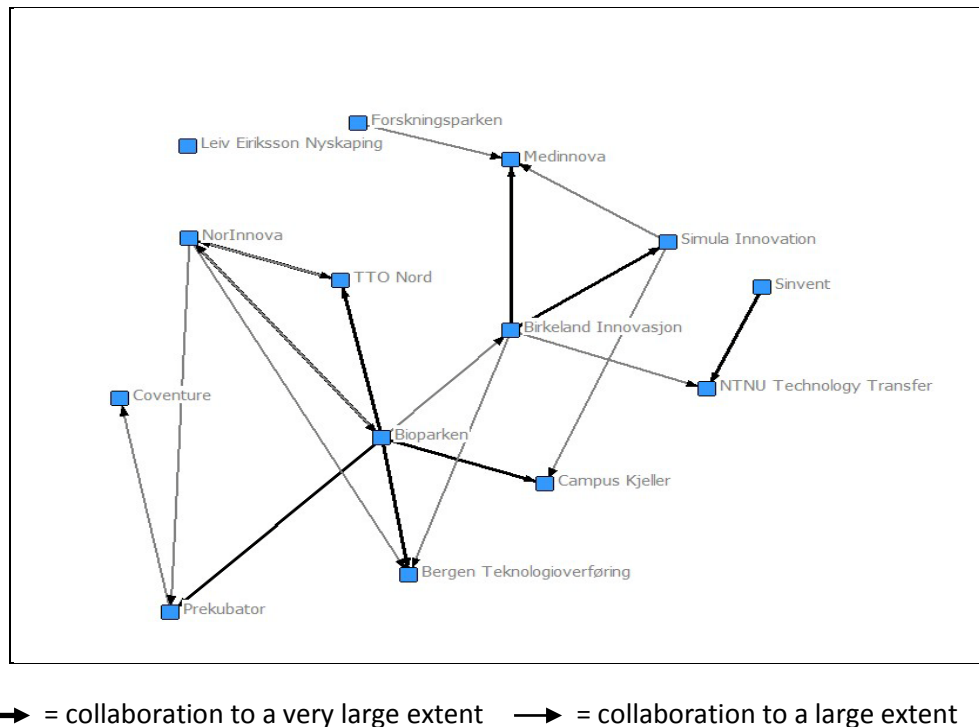 Forskningsparken
Leiv Eiriksson Nyskaping
Medinnova
NorInnova
Simula Innovation
TTO Nord
Sinvent
Birkeland Innovasjon
NTNU Technology Transfer
Coventure
Bioparken
Campus Kjeller
Bergen Teknologioverføring
Prekubator
= collaboration to a very large extent = collaboration to a large extent